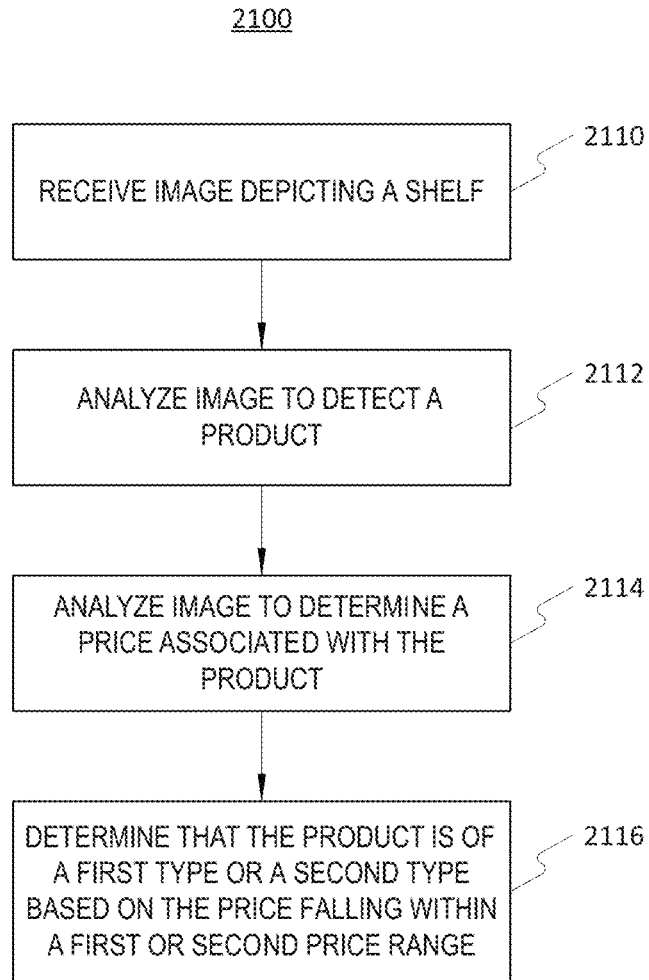 2100
RECEIVE IMAGE DEPICTING A SHELF
2110
ANALYZE IMAGE TO DETECT A
PRODUCT
2112
ANALYZE IMAGE TO DETERMINE A
PRICE ASSOCIATED WITH THE
PRODUCT
2114
DETERMINE THAT THE PRODUCT IS OF
A FIRST TYPE OR A SECOND TYPE
BASED ON THE PRICE FALLING WITHIN
A FIRST OR SECOND PRICE RANGE
2116